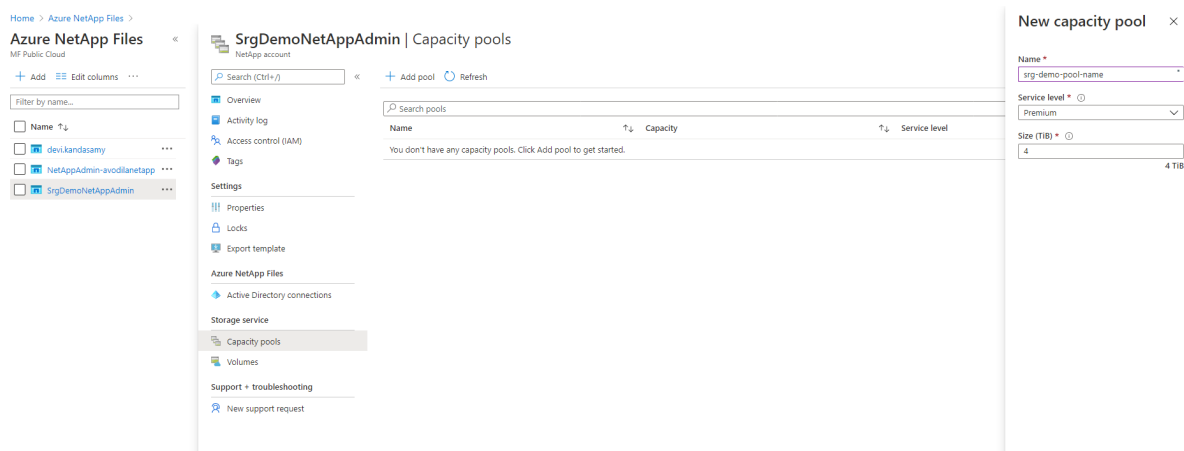 Home > Azure NetApp Files >
Azure NetApp Files «
MF Public Cloud
+ Add Edit columns ...
Filter by name...
Name ↑↓
devi.kandasamy ...
NetAppAdmin-avodilanetapp ...
SrgDemoNetAppAdmin ...
SrgDemoNetAppAdmin | Capacity pools
NetApp account
Search (Ctrl+/) «
Overview
Activity log
Access control (IAM)
Tags
Settings
Properties
Locks
Export template
Azure NetApp Files
Active Directory connections
Storage service
Capacity pools
Volumes
Support + troubleshooting
New support request
+ Add pool Refresh
Search pools
Name ↑↓ Capacity ↑↓ Service level
You don't have any capacity pools. Click Add pool to get started.
New capacity pool ×
Name *
srg-demo-pool-name
Service level *
Premium
Size (TiB) *
4
4 TiB